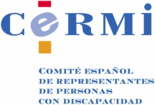 CeRMI
COMITÉ ESPAÑOL
DE REPRESENTANTES
DE PERSONAS
CON DISCAPACIDAD